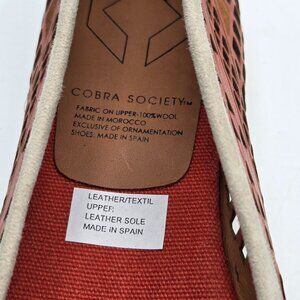 COBRA SOCIETY™
FABRIC ON UPPER-100%WOOL
MADE IN MOROCCO
EXCLUSIVE OF ORNAMENTATION
SHOES: MADE IN SPAIN
LEATHER/TEXTIL
UPPER:
LEATHER SOLE
MADE IN SPAIN